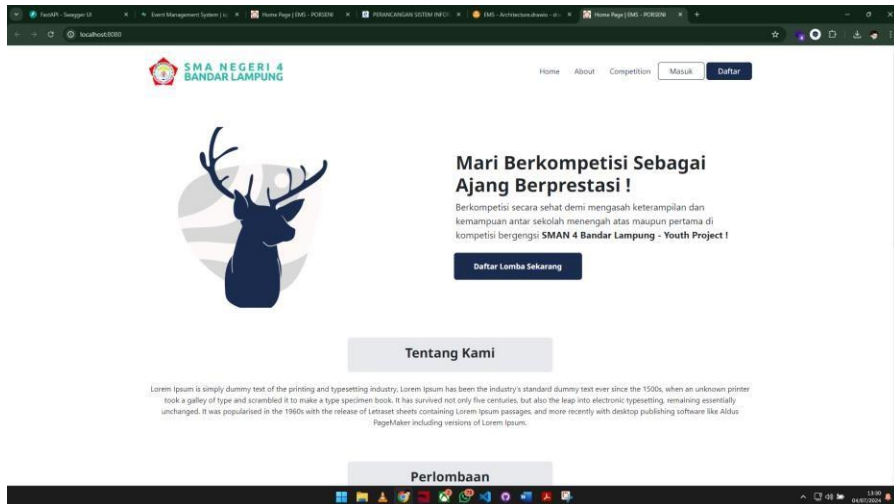 FastAPI - Swagger UI
Event Management System |
Home Page | EMS - PORSENI
PERANCANGAN SISTEM INFO
EMS - Architecture.drawio - d
Home Page | EMS - PORSENI
localhost:8080
SMA NEGERI 4
BANDAR LAMPUNG
Home
About
Competition
Masuk
Daftar
Mari Berkompetisi Sebagai
Ajang Berprestasi !
Berkompetisi secara sehat demi mengasah keterampilan dan
kemampuan antar sekolah menengah atas maupun pertama di
kompetisi bergengsi SMAN 4 Bandar Lampung - Youth Project !
Daftar Lomba Sekarang
Tentang Kami
Lorem Ipsum is simply dummy text of the printing and typesetting industry. Lorem Ipsum has been the industry's standard dummy text ever since the 1500s, when an unknown printer
took a galley of type and scrambled it to make a type specimen book. It has survived not only five centuries, but also the leap into electronic typesetting, remaining essentially
unchanged. It was popularised in the 1960s with the release of Letraset sheets containing Lorem Ipsum passages, and more recently with desktop publishing software like Aldus
PageMaker including versions of Lorem Ipsum.
Perlombaan
13:00
04/07/2024